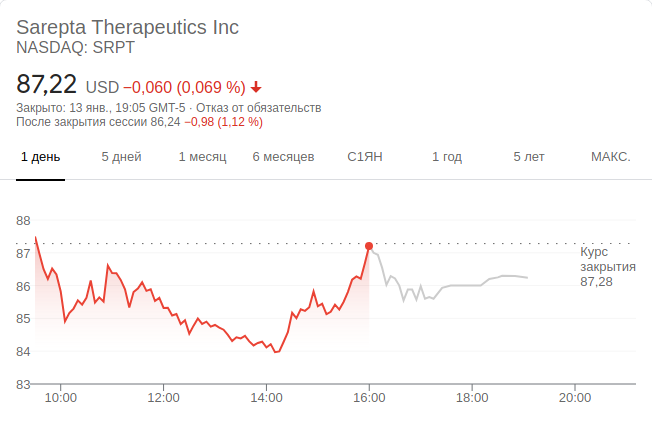 Sarepta Therapeutics Inc
NASDAQ: SRPT
87,22 USD −0,060 (0,069 %)
Закрыто: 13 янв., 19:05 GMT-5 · Отказ от обязательств
После закрытия сессии 86,24 −0,98 (1,12 %)
1 день 5 дней 1 месяц 6 месяцев С1ЯН 1 год 5 лет МАКС.
88
87
86
85
84
83
Курс
закрытия
87,28
10:00 12:00 14:00 16:00 18:00 20:00